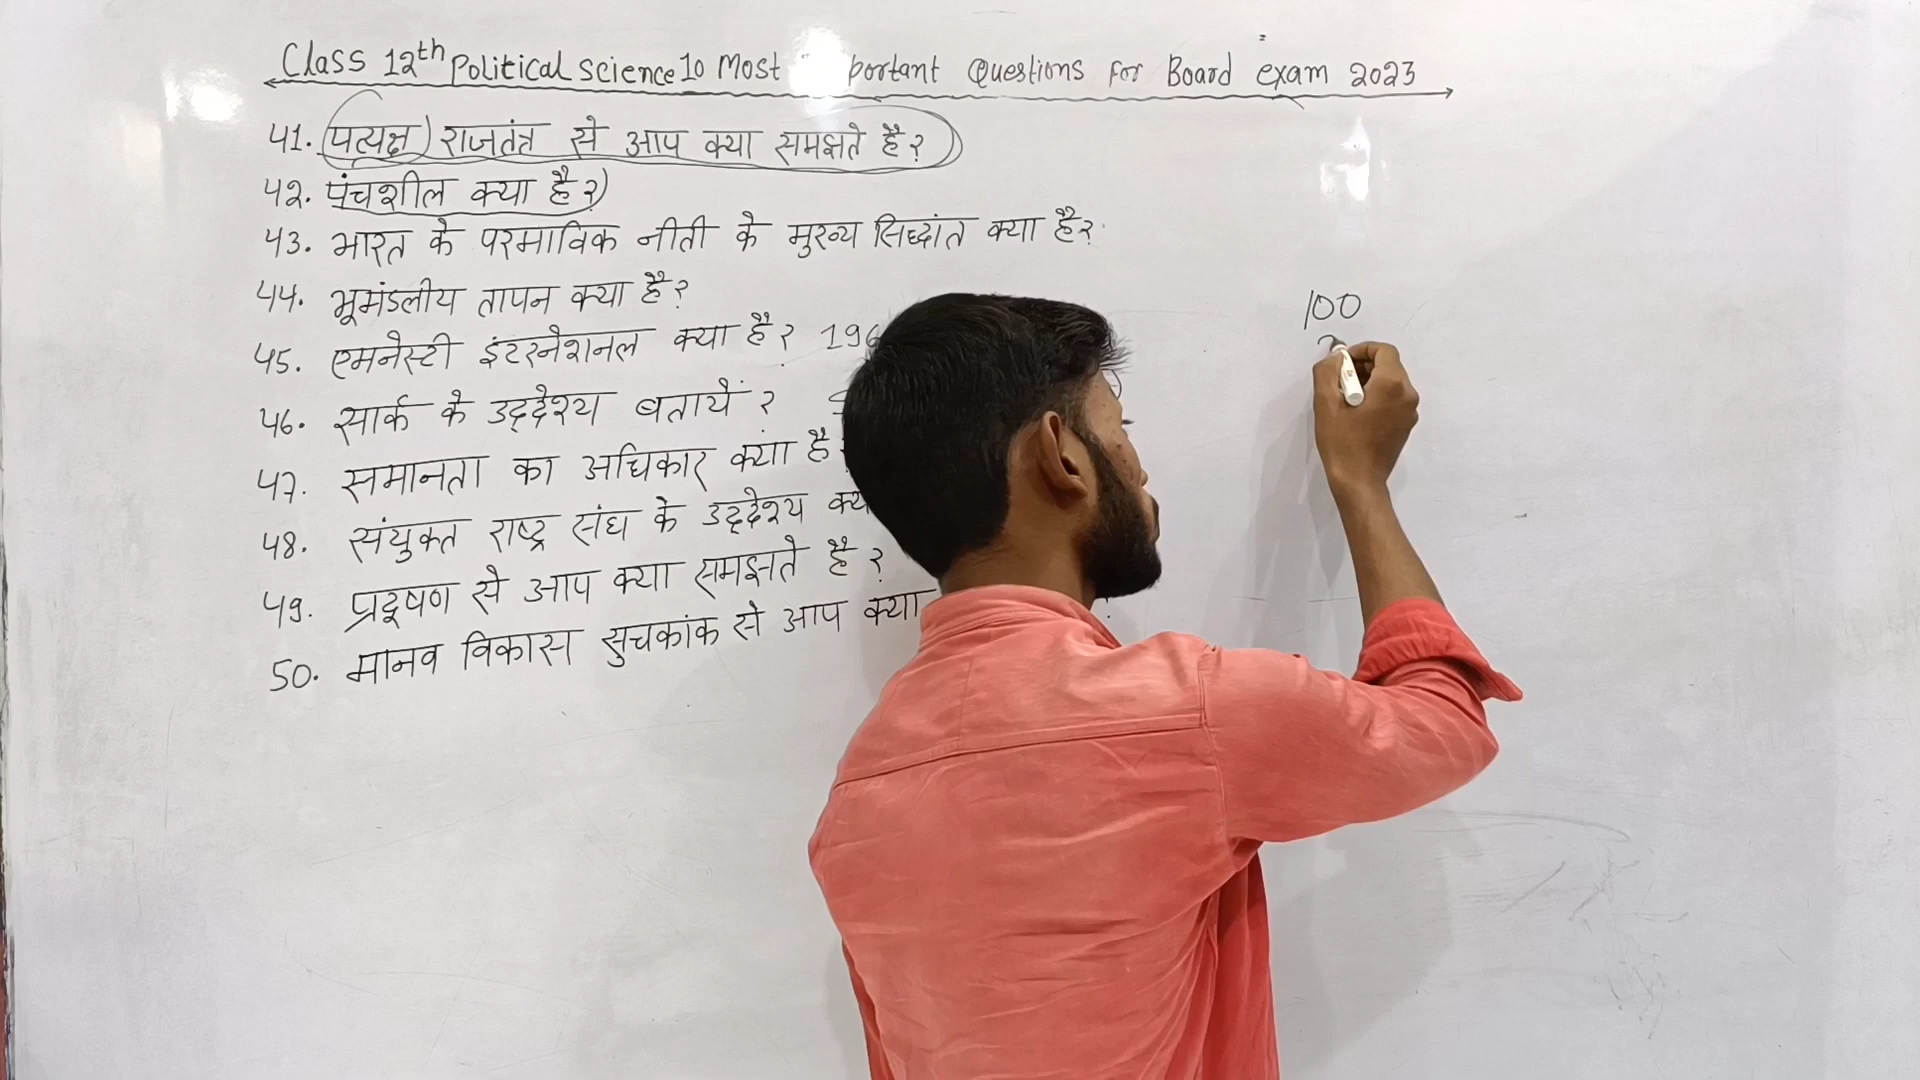 Class 12th Political Science 10 Most portant Questions For Board exam 2023
41. पत्यक्ष) राजतंत्र से आप क्या समझते है?
42. पंचशील क्या है?)
43. भारत के परमाविक नीती के मुख्य सिध्दांत क्या है?
44. भूमंडलीय तापन क्या है?
45. एमनेस्टी इंटरनेशनल क्या है? 196
46. सार्क के उद्देश्य बतायें?
47. समानता का अधिकार क्या है
48. संयुक्त राष्ट्र संघ के उद्देश्य क्य
49. प्रदूषण से आप क्या समझते है?
50. मानव विकास सुचकांक से आप क्या
100